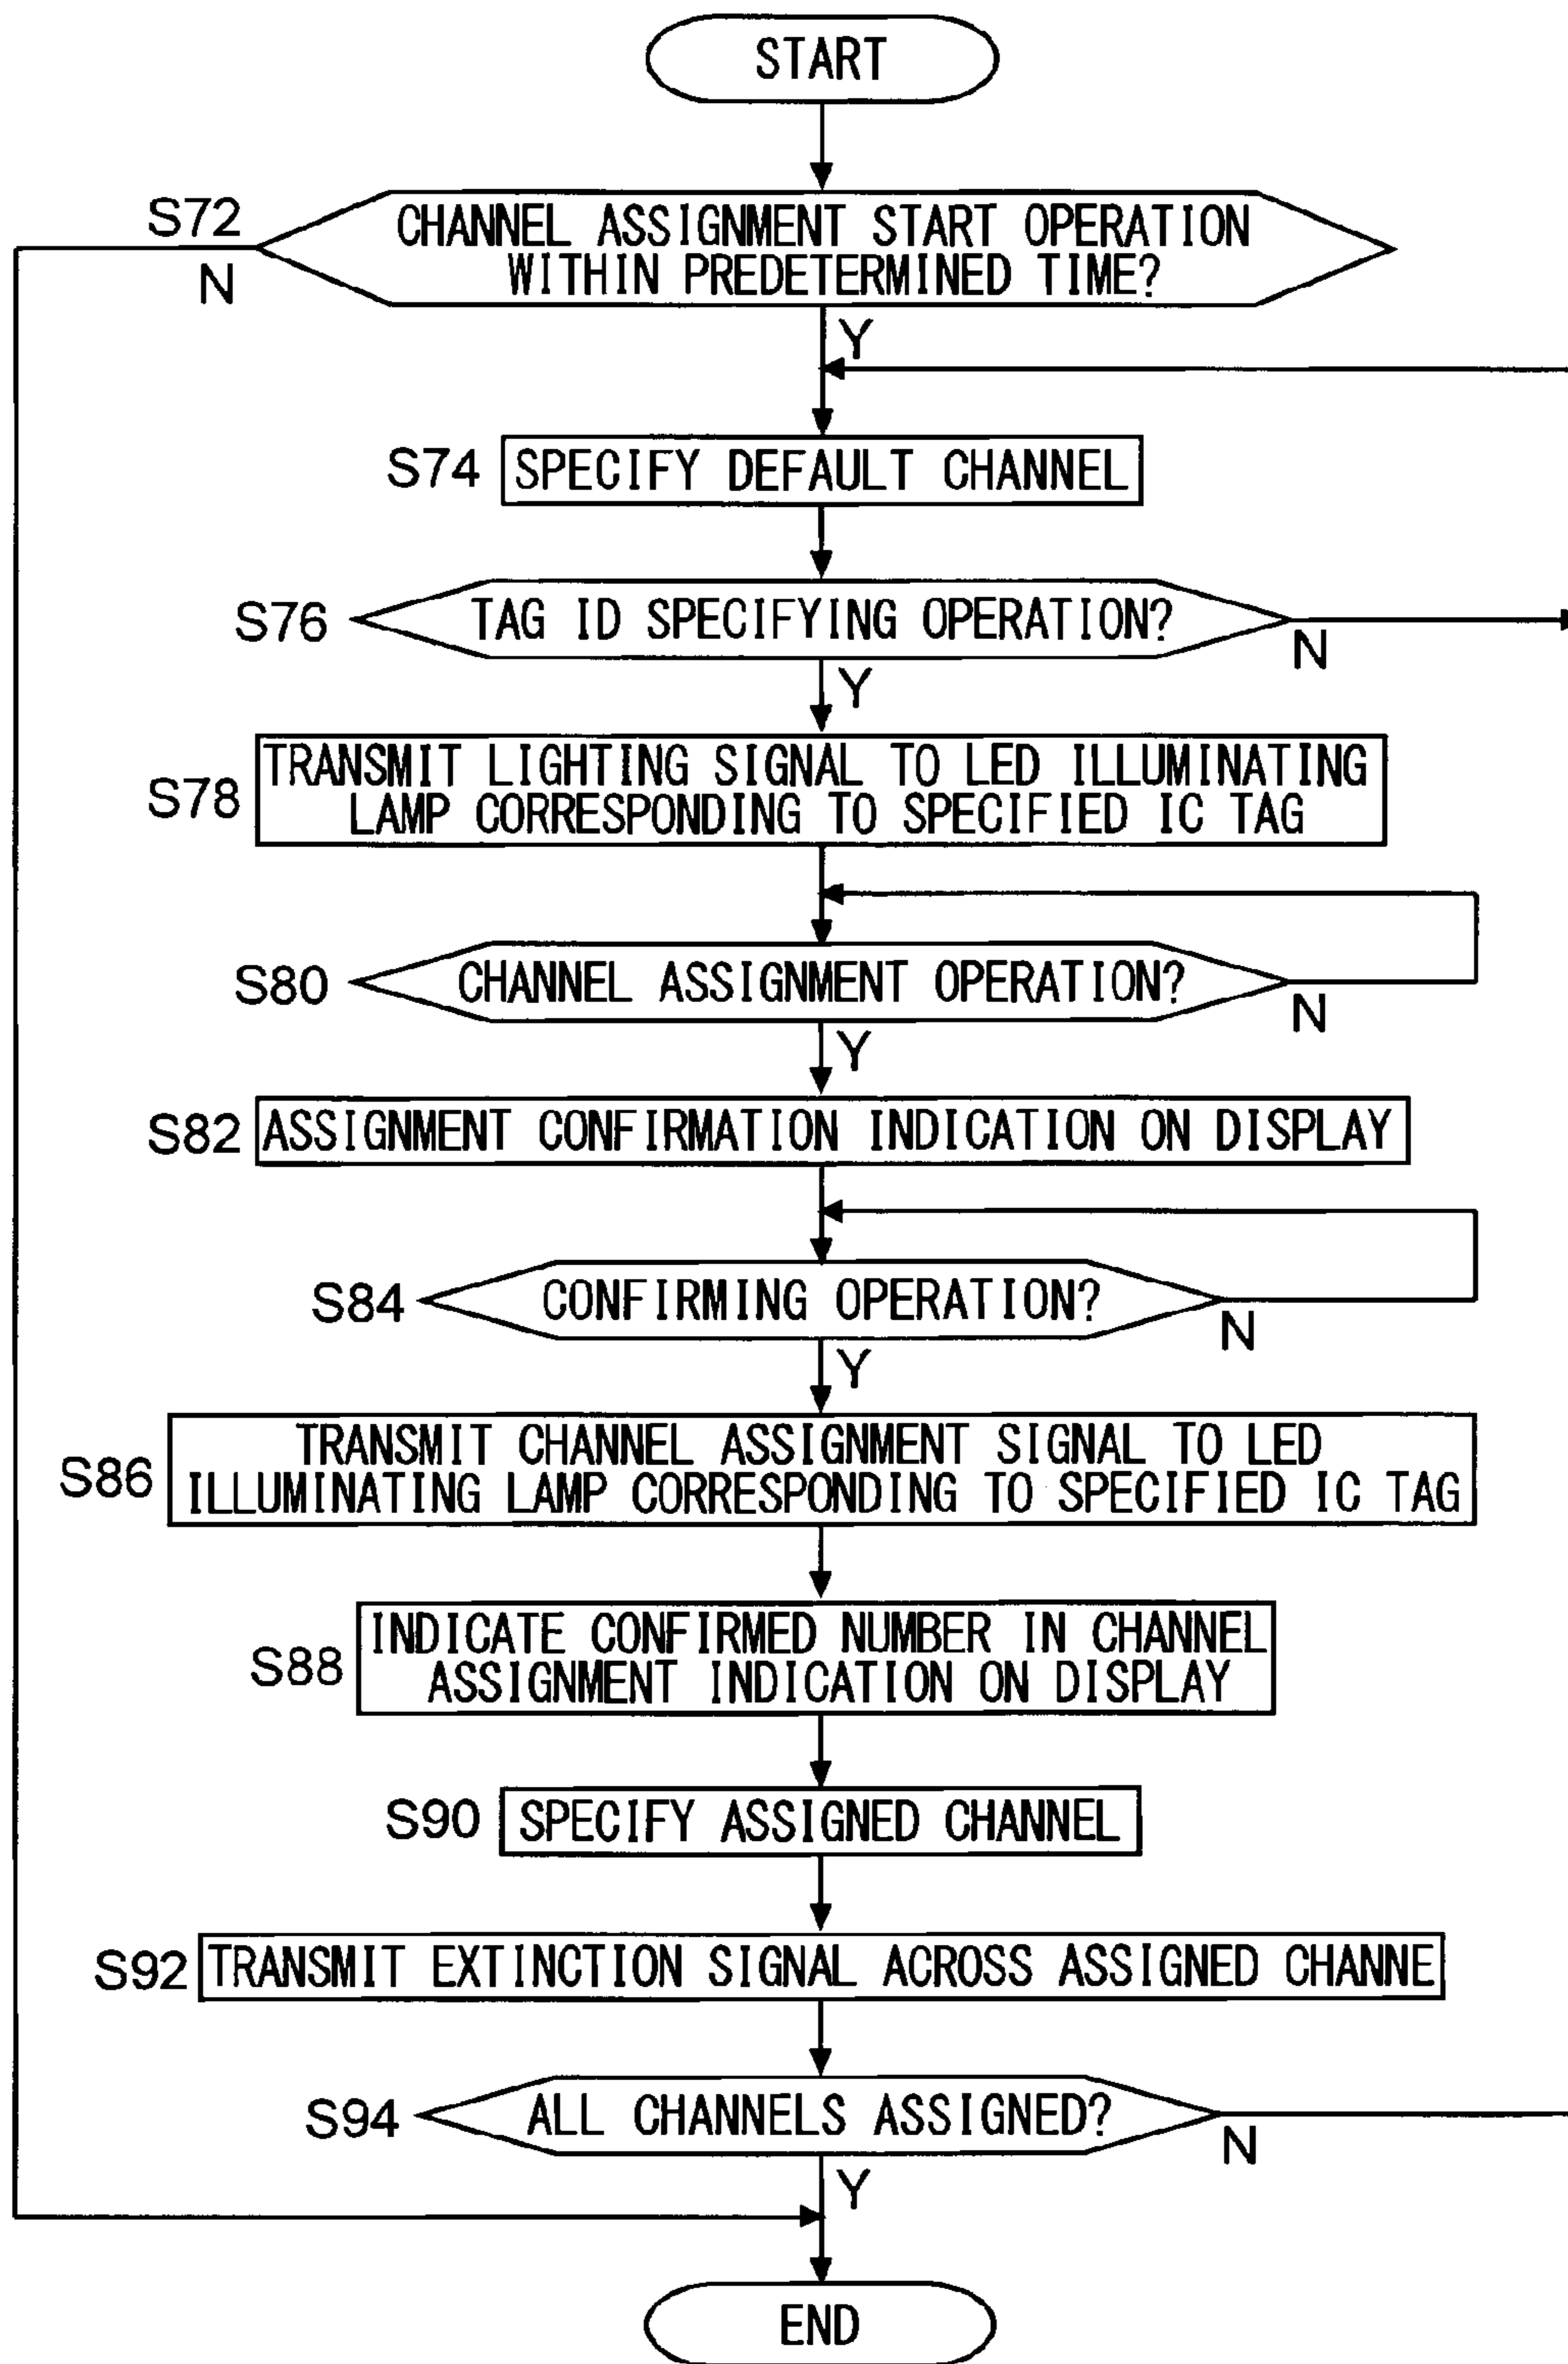 START
S72
CHANNEL ASSIGNMENT START OPERATION
WITHIN PREDETERMINED TIME?
N
Y
S74
SPECIFY DEFAULT CHANNEL
S76
TAG ID SPECIFYING OPERATION?
N
Y
S78
TRANSMIT LIGHTING SIGNAL TO LED ILLUMINATING
LAMP CORRESPONDING TO SPECIFIED IC TAG
S80
CHANNEL ASSIGNMENT OPERATION?
N
Y
S82
ASSIGNMENT CONFIRMATION INDICATION ON DISPLAY
S84
CONFIRMING OPERATION?
N
Y
S86
TRANSMIT CHANNEL ASSIGNMENT SIGNAL TO LED
ILLUMINATING LAMP CORRESPONDING TO SPECIFIED IC TAG
S88
INDICATE CONFIRMED NUMBER IN CHANNEL
ASSIGNMENT INDICATION ON DISPLAY
S90
SPECIFY ASSIGNED CHANNEL
S92
TRANSMIT EXTINCTION SIGNAL ACROSS ASSIGNED CHANNE
S94
ALL CHANNELS ASSIGNED?
N
Y
END